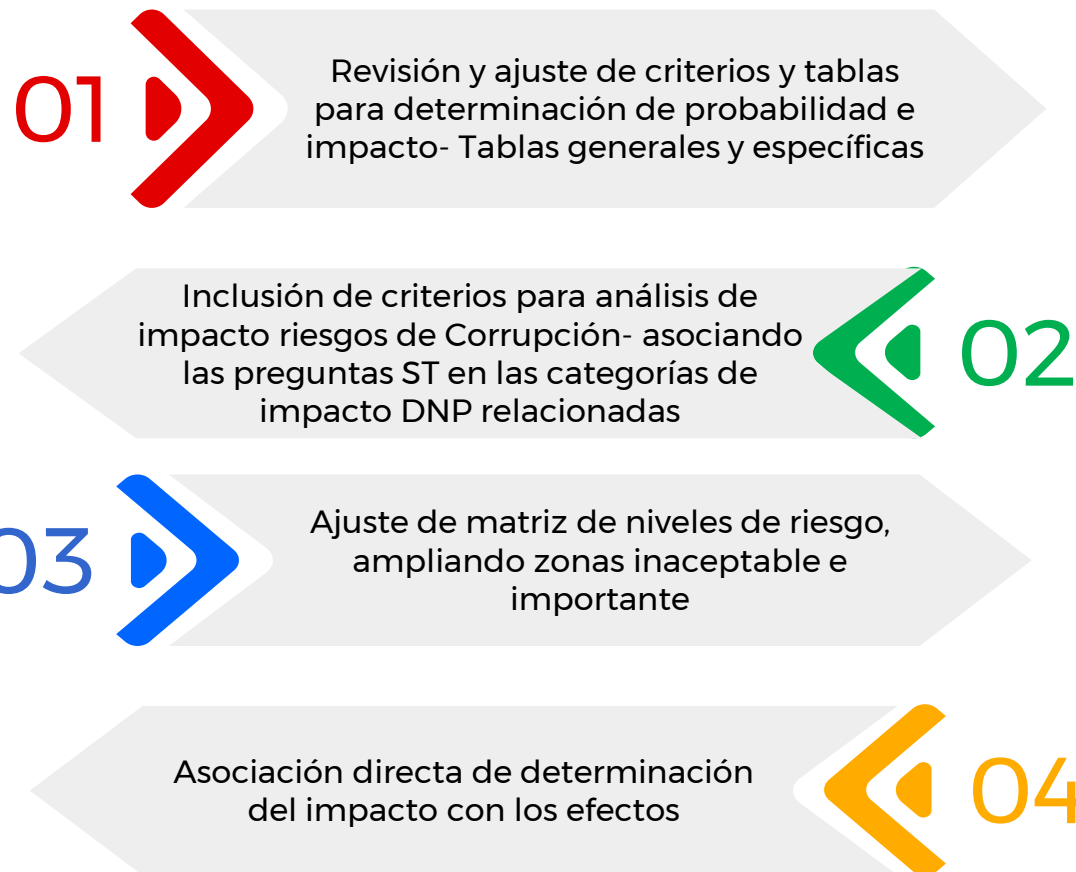 01
Revisión y ajuste de criterios y tablas
para determinación de probabilidad e
impacto- Tablas generales y específicas
Inclusión de criterios para análisis de
impacto riesgos de Corrupción- asociando
las preguntas ST en las categorías de
impacto DNP relacionadas
02
03
Ajuste de matriz de niveles de riesgo,
ampliando zonas inaceptable e
importante
Asociación directa de determinación
del impacto con los efectos
04